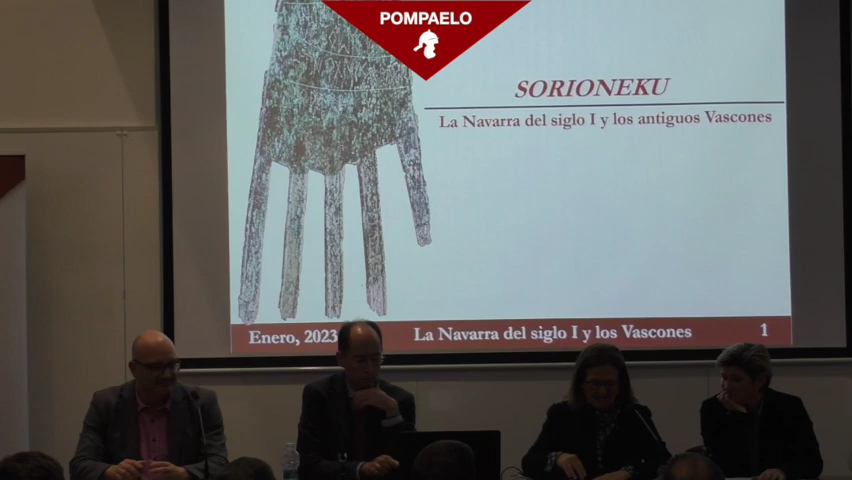 POMPAELO
SORIONEKU
La Navarra del siglo I y los antiguos Vascones
Enero, 2023
La Navarra del siglo I y los Vascones
1